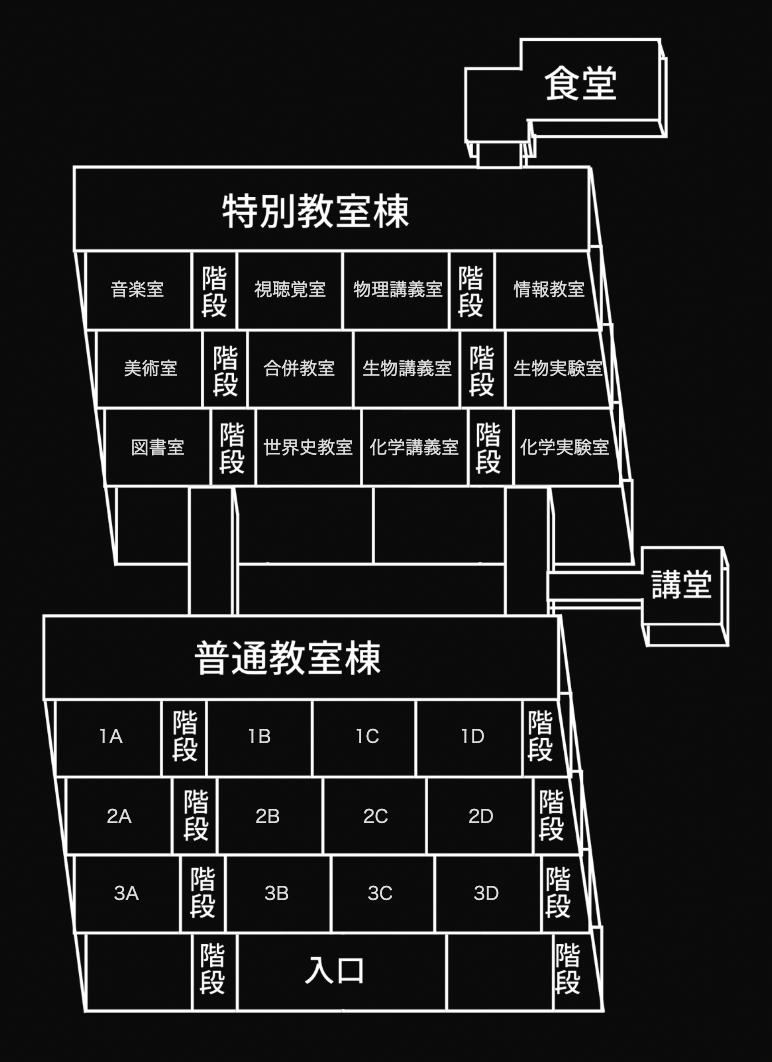 食堂
特別教室棟
音楽室
階段
視聴覚室
物理講義室
階段
情報教室
美術室
階段
合併教室
生物講義室
階段
生物実験室
図書室
階段
世界史教室
化学講義室
階段
化学実験室
講堂
普通教室棟
1A
階段
1B
1C
1D
階段
2A
階段
2B
2C
2D
階段
3A
階段
3B
3C
3D
階段
階段
入口
階段